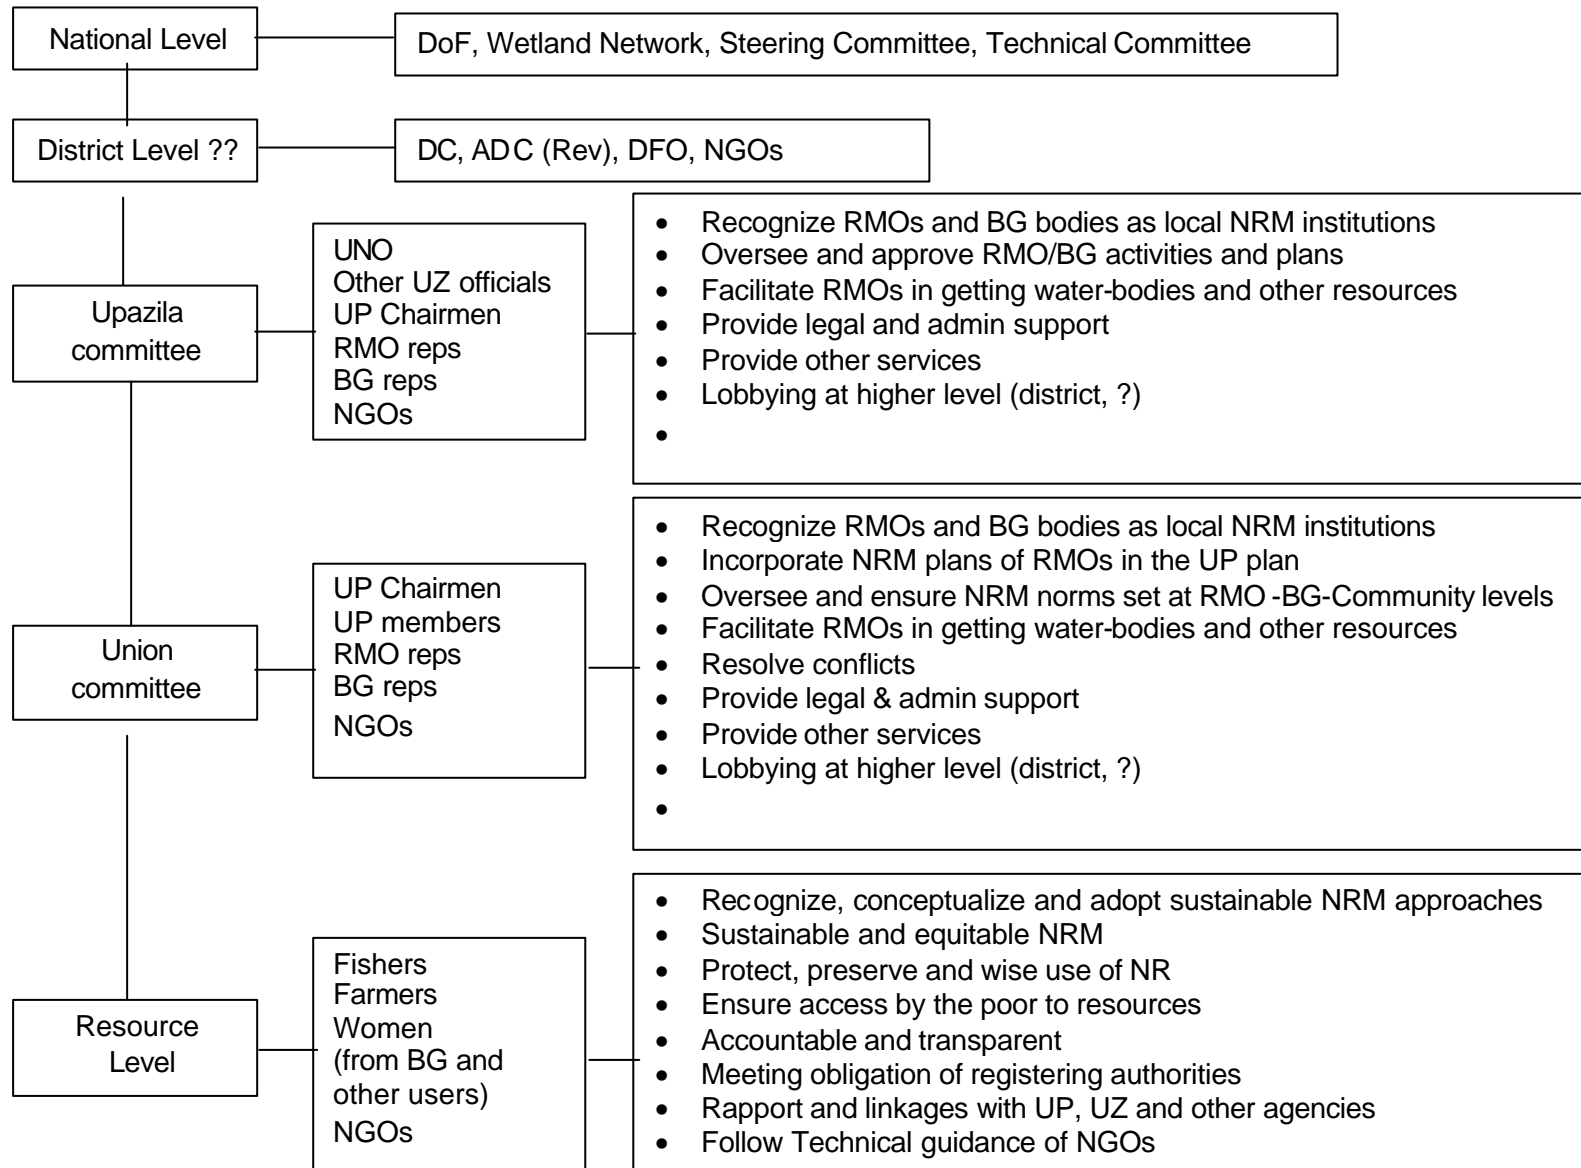 National Level
DoF, Wetland Network, Steering Committee, Technical Committee
District Level ??
DC, ADC (Rev), DFO, NGOs
Upazila
committee
UNO
Other UZ officials
UP Chairmen
RMO reps
BG reps
NGOs
• Recognize RMOs and BG bodies as local NRM institutions
• Oversee and approve RMO/BG activities and plans
• Facilitate RMOs in getting water-bodies and other resources
• Provide legal and admin support
• Provide other services
• Lobbying at higher level (district, ?)
•
Union
committee
UP Chairmen
UP members
RMO reps
BG reps
NGOs
• Recognize RMOs and BG bodies as local NRM institutions
• Incorporate NRM plans of RMOs in the UP plan
• Oversee and ensure NRM norms set at RMO -BG-Community levels
• Facilitate RMOs in getting water-bodies and other resources
• Resolve conflicts
• Provide legal & admin support
• Provide other services
• Lobbying at higher level (district, ?)
•
Resource
Level
Fishers
Farmers
Women
(from BG and
other users)
NGOs
• Recognize, conceptualize and adopt sustainable NRM approaches
• Sustainable and equitable NRM
• Protect, preserve and wise use of NR
• Ensure access by the poor to resources
• Accountable and transparent
• Meeting obligation of registering authorities
• Rapport and linkages with UP, UZ and other agencies
• Follow Technical guidance of NGOs